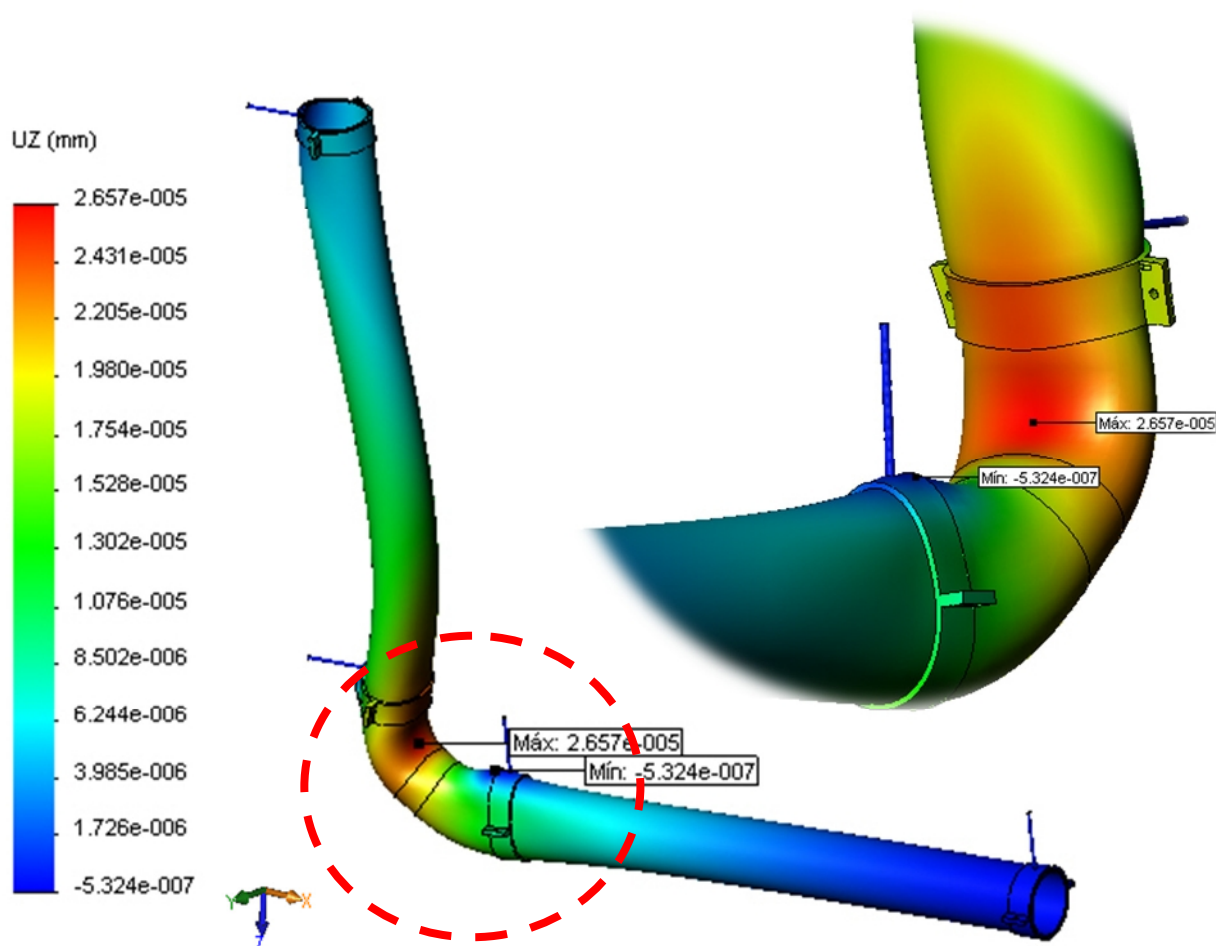 UZ (mm)
2.657e-005
2.431e-005
2.205e-005
1.980e-005
1.754e-005
1.528e-005
1.302e-005
1.076e-005
8.502e-006
6.244e-006
3.985e-006
1.726e-006
-5.324e-007
Máx: 2.657e-005
Mín: -5.324e-007
Máx: 2.657e-005
Mín: -5.324e-007
Y
X
Z